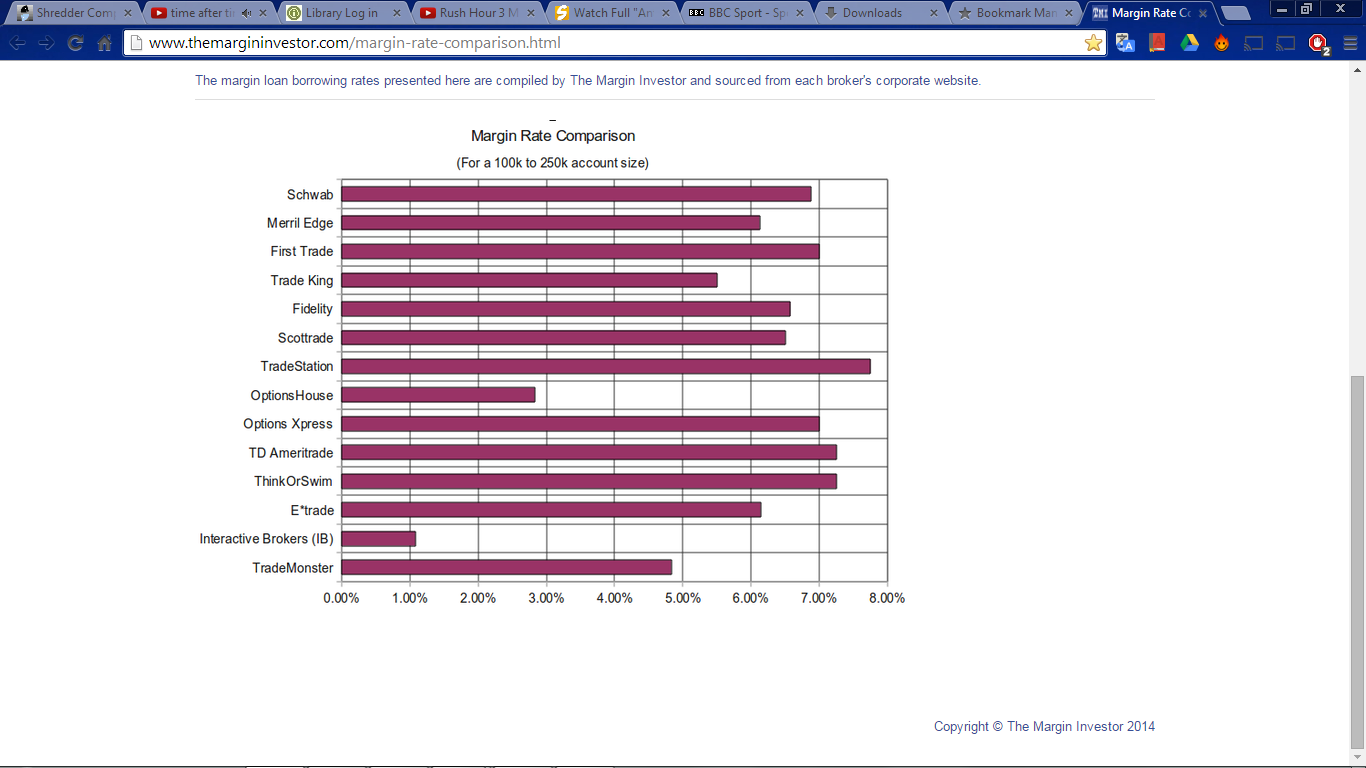 Shredder Comp
time after ti
Library Log in
Rush Hour 3 M
Watch Full "An
BBC BBC Sport - Sp
Downloads
Bookmark Man
TMI Margin Rate Co
www.themargininvestor.com/margin-rate-comparison.html
2
The margin loan borrowing rates presented here are compiled by The Margin Investor and sourced from each broker's corporate website.
Margin Rate Comparison
(For a 100k to 250k account size)
Schwab
Merril Edge
First Trade
Trade King
Fidelity
Scottrade
TradeStation
OptionsHouse
Options Xpress
TD Ameritrade
ThinkOrSwim
E*trade
Interactive Brokers (IB)
TradeMonster
0.00% 1.00% 2.00% 3.00% 4.00% 5.00% 6.00% 7.00% 8.00%
Copyright © The Margin Investor 2014